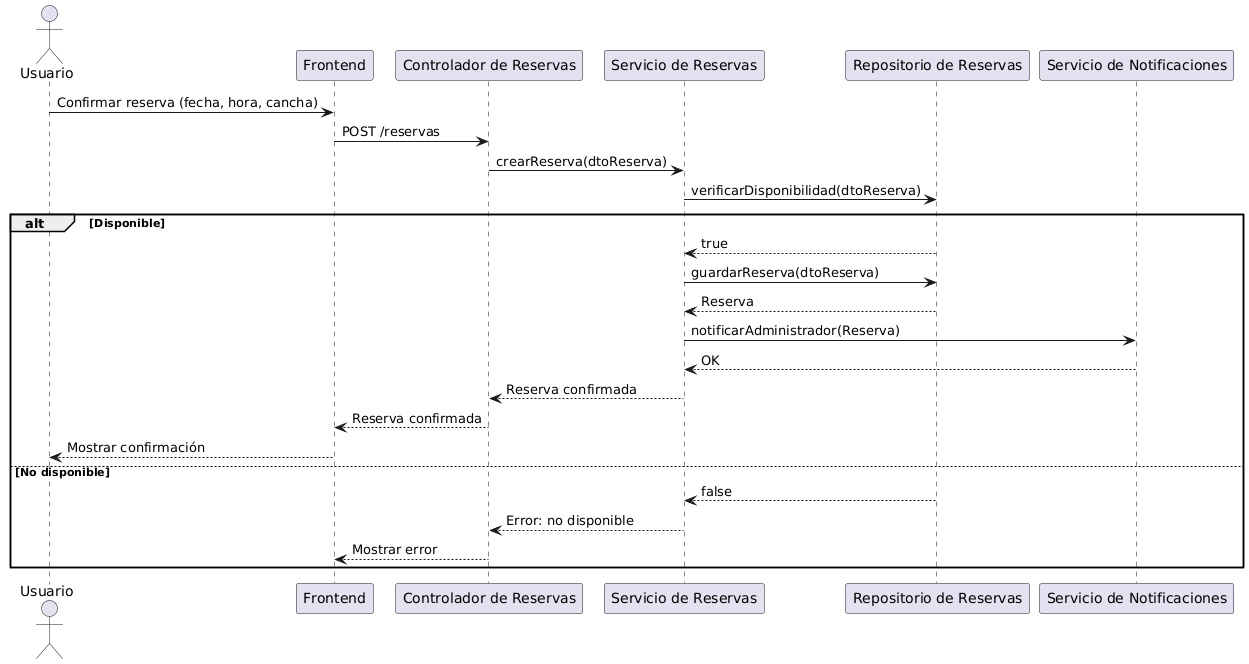 Usuario
Frontend
Controlador de Reservas
Servicio de Reservas
Repositorio de Reservas
Servicio de Notificaciones
Confirmar reserva (fecha, hora, cancha)
POST /reservas
crearReserva(dtoReserva)
verificarDisponibilidad(dtoReserva)
alt
[Disponible]
true
guardarReserva(dtoReserva)
Reserva
notificarAdministrador(Reserva)
OK
Reserva confirmada
Reserva confirmada
Mostrar confirmación
[No disponible]
false
Error: no disponible
Mostrar error
Usuario
Frontend
Controlador de Reservas
Servicio de Reservas
Repositorio de Reservas
Servicio de Notificaciones